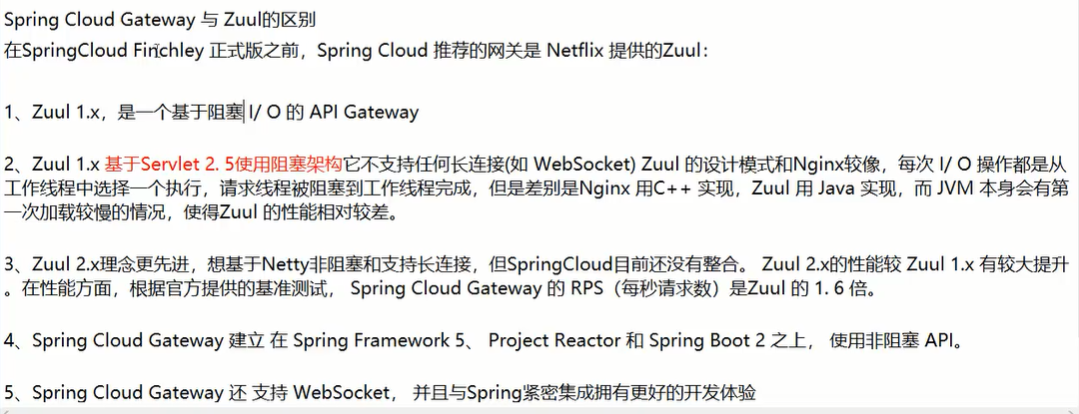 Spring Cloud Gateway 与 Zuul的区别
在SpringCloud Finchley 正式版之前，Spring Cloud 推荐的网关是 Netflix 提供的Zuul：
1、Zuul 1.x，是一个基于阻塞 I/ O 的 API Gateway
2、Zuul 1.x 基于Servlet 2. 5使用阻塞架构它不支持任何长连接(如 WebSocket) Zuul 的设计模式和Nginx较像，每次 I/ O 操作都是从
工作线程中选择一个执行，请求线程被阻塞到工作线程完成，但是差别是Nginx 用C++ 实现，Zuul 用 Java 实现，而 JVM 本身会有第
一次加载较慢的情况，使得Zuul 的性能相对较差。
3、Zuul 2.x理念更先进，想基于Netty非阻塞和支持长连接，但SpringCloud目前还没有整合。 Zuul 2.x的性能较 Zuul 1.x 有较大提升
。在性能方面，根据官方提供的基准测试， Spring Cloud Gateway 的 RPS（每秒请求数）是Zuul 的 1. 6 倍。
4、Spring Cloud Gateway 建立 在 Spring Framework 5、 Project Reactor 和 Spring Boot 2 之上， 使用非阻塞 API。
5、Spring Cloud Gateway 还 支持 WebSocket， 并且与Spring紧密集成拥有更好的开发体验